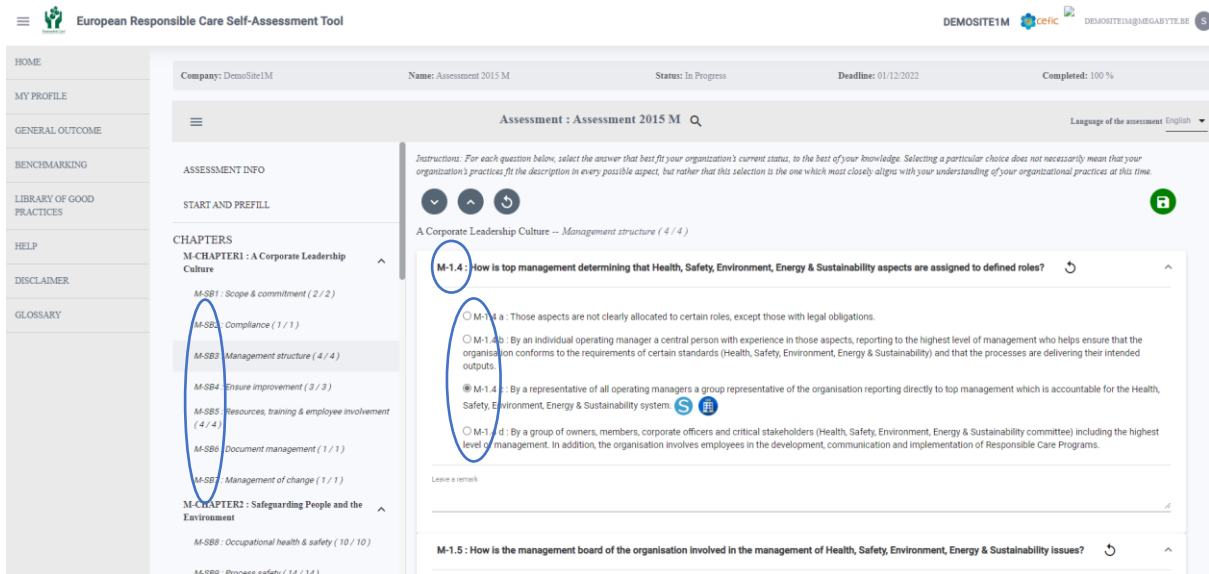 European Responsible Care Self-Assessment Tool
DEMOSITE1M
cefic
DEMOSITE1M@MEGABYTE.BE
S
HOME
MY PROFILE
GENERAL OUTCOME
BENCHMARKING
LIBRARY OF GOOD
PRACTICES
HELP
DISCLAIMER
GLOSSARY
Company: DemoSite1M
Name: Assessment 2015 M
Status: In Progress
Deadline: 01/12/2022
Completed: 100 %
Assessment : Assessment 2015 M
Language of the assessment English
ASSESSMENT INFO
START AND PREFILL
CHAPTERS
M-CHAPTER1 : A Corporate Leadership
Culture
M-SB1 : Scope & commitment ( 2 / 2 )
M-SB2 : Compliance ( 1 / 1 )
M-SB3 : Management structure ( 4 / 4 )
M-SB4 : Ensure improvement ( 3 / 3 )
M-SB5 : Resources, training & employee involvement
( 4 / 4 )
M-SB6 : Document management ( 1 / 1 )
M-SB7 : Management of change ( 1 / 1 )
M-CHAPTER2 : Safeguarding People and the
Environment
M-SB8 : Occupational health & safety ( 10 / 10 )
M-SB9 : Process safety ( 14 / 14 )
Instructions: For each question below, select the answer that best fit your organization's current status, to the best of your knowledge. Selecting a particular choice does not necessarily mean that your
organization's practices fit the description in every possible aspect, but rather that this selection is the one which most closely aligns with your understanding of your organizational practices at this time.
A Corporate Leadership Culture -- Management structure ( 4 / 4 )
M-1.4 : How is top management determining that Health, Safety, Environment, Energy & Sustainability aspects are assigned to defined roles?
M-1.4 a : Those aspects are not clearly allocated to certain roles, except those with legal obligations.
M-1.4 b : By an individual operating manager a central person with experience in those aspects, reporting to the highest level of management who helps ensure that the
organisation conforms to the requirements of certain standards (Health, Safety, Environment, Energy & Sustainability) and that the processes are delivering their intended
outputs.
M-1.4 c : By a representative of all operating managers a group representative of the organisation reporting directly to top management which is accountable for the Health,
Safety, Environment, Energy & Sustainability system.
S
M-1.4 d : By a group of owners, members, corporate officers and critical stakeholders (Health, Safety, Environment, Energy & Sustainability committee) including the highest
level of management. In addition, the organisation involves employees in the development, communication and implementation of Responsible Care Programs.
Leave a remark
M-1.5 : How is the management board of the organisation involved in the management of Health, Safety, Environment, Energy & Sustainability issues?